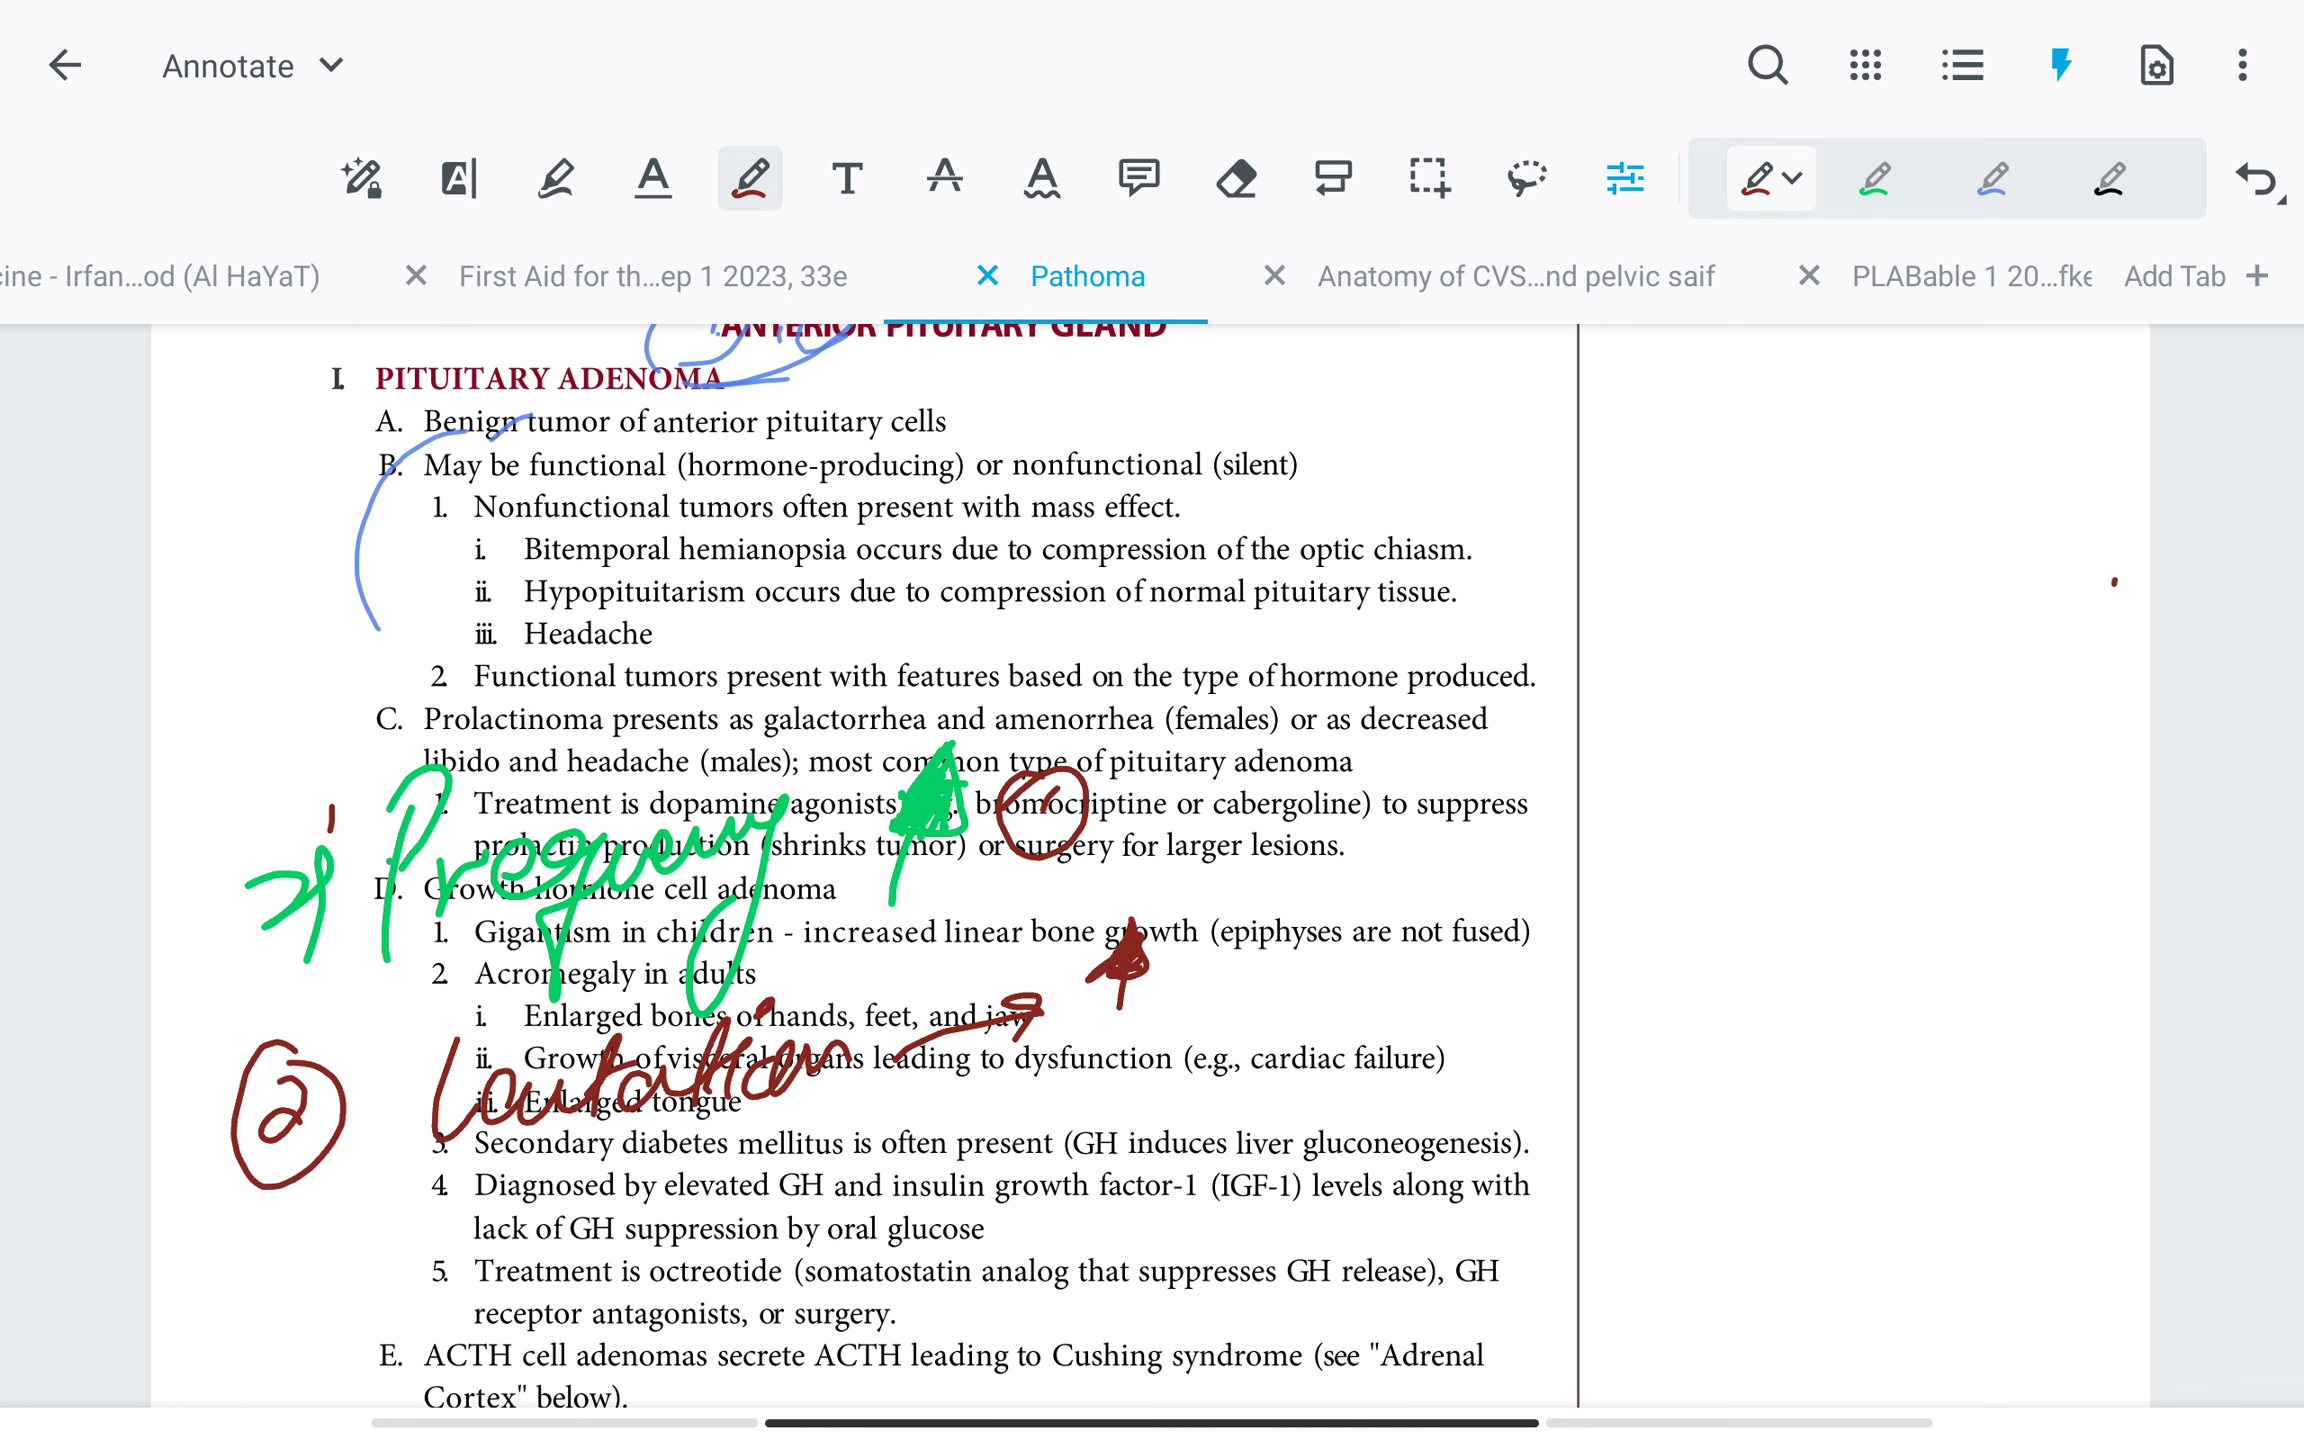 Annotate
cine - Irfan...od (Al HaYaT)
First Aid for th...ep 1 2023, 33e
Pathoma
Anatomy of CVS...nd pelvic saif
PLABable 1 20...fke
Add Tab +
ANTERIOR PITUITARY GLAND
I. PITUITARY ADENOMA
A. Benign tumor of anterior pituitary cells
B. May be functional (hormone-producing) or nonfunctional (silent)
1. Nonfunctional tumors often present with mass effect.
i. Bitemporal hemianopsia occurs due to compression of the optic chiasm.
ii. Hypopituitarism occurs due to compression of normal pituitary tissue.
iii. Headache
2. Functional tumors present with features based on the type of hormone produced.
C. Prolactinoma presents as galactorrhea and amenorrhea (females) or as decreased
libido and headache (males); most common type of pituitary adenoma
1. Treatment is dopamine agonists (e.g. bromocriptine or cabergoline) to suppress
prolactin production (shrinks tumor) or surgery for larger lesions.
D. Growth hormone cell adenoma
1. Gigantism in children - increased linear bone growth (epiphyses are not fused)
2. Acromegaly in adults
i. Enlarged bones of hands, feet, and jaw
ii. Growth of visceral organs leading to dysfunction (e.g., cardiac failure)
iii. Enlarged tongue
3. Secondary diabetes mellitus is often present (GH induces liver gluconeogenesis).
4. Diagnosed by elevated GH and insulin growth factor-1 (IGF-1) levels along with
lack of GH suppression by oral glucose
5. Treatment is octreotide (somatostatin analog that suppresses GH release), GH
receptor antagonists, or surgery.
E. ACTH cell adenomas secrete ACTH leading to Cushing syndrome (see "Adrenal
Cortex" below).
2